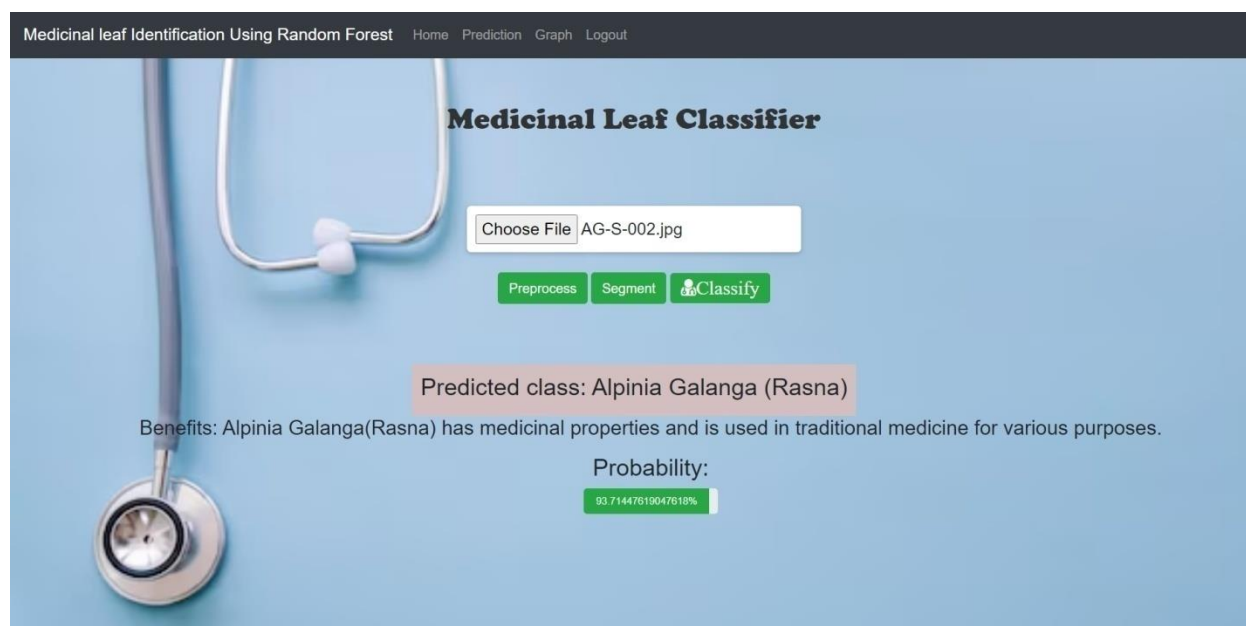 Medicinal leaf Identification Using Random Forest Home Prediction Graph Logout
Medicinal Leaf Classifier
Choose File AG-S-002.jpg
Preprocess Segment Classify
Predicted class: Alpinia Galanga (Rasna)
Benefits: Alpinia Galanga(Rasna) has medicinal properties and is used in traditional medicine for various purposes.
Probability:
93.71447619047618%